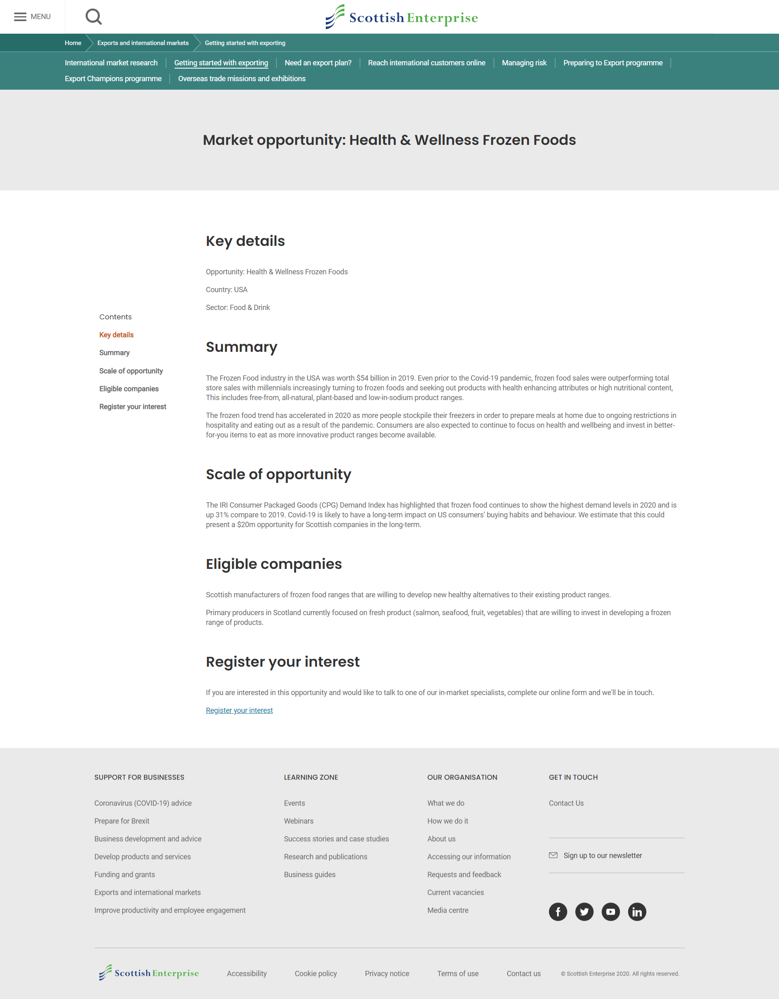 MENU
Scottish Enterprise
Home
Exports and international markets
Getting started with exporting
International market research
Getting started with exporting
Need an export plan?
Reach international customers online
Managing risk
Preparing to Export programme
Export Champions programme
Overseas trade missions and exhibitions
Market opportunity: Health & Wellness Frozen Foods
Contents
Key details
Summary
Scale of opportunity
Eligible companies
Register your interest
Key details
Opportunity: Health & Wellness Frozen Foods
Country: USA
Sector: Food & Drink
Summary
The Frozen Food industry in the USA was worth $54 billion in 2019. Even prior to the Covid-19 pandemic, frozen food sales were outperforming total
store sales with millennials increasingly turning to frozen foods and seeking out products with health enhancing attributes or high nutritional content,
This includes free-from, all-natural, plant-based and low-in-sodium product ranges.
The frozen food trend has accelerated in 2020 as more people stockpile their freezers in order to prepare meals at home due to ongoing restrictions in
hospitality and eating out as a result of the pandemic. Consumers are also expected to continue to focus on health and wellbeing and invest in better-
for-you items to eat as more innovative product ranges become available.
Scale of opportunity
The IRI Consumer Packaged Goods (CPG) Demand Index has highlighted that frozen food continues to show the highest demand levels in 2020 and is
up 31% compare to 2019. Covid-19 is likely to have a long-term impact on US consumers’ buying habits and behaviour. We estimate that this could
present a $20m opportunity for Scottish companies in the long-term.
Eligible companies
Scottish manufacturers of frozen food ranges that are willing to develop new healthy alternatives to their existing product ranges.
Primary producers in Scotland currently focused on fresh product (salmon, seafood, fruit, vegetables) that are willing to invest in developing a frozen
range of products.
Register your interest
If you are interested in this opportunity and would like to talk to one of our in-market specialists, complete our online form and we'll be in touch.
Register your interest
SUPPORT FOR BUSINESSES
Coronavirus (COVID-19) advice
Prepare for Brexit
Business development and advice
Develop products and services
Funding and grants
Exports and international markets
Improve productivity and employee engagement
LEARNING ZONE
Events
Webinars
Success stories and case studies
Research and publications
Business guides
OUR ORGANISATION
What we do
How we do it
About us
Accessing our information
Requests and feedback
Current vacancies
Media centre
GET IN TOUCH
Contact Us
Sign up to our newsletter
Scottish Enterprise
Accessibility
Cookie policy
Privacy notice
Terms of use
Contact us
© Scottish Enterprise 2020. All rights reserved.